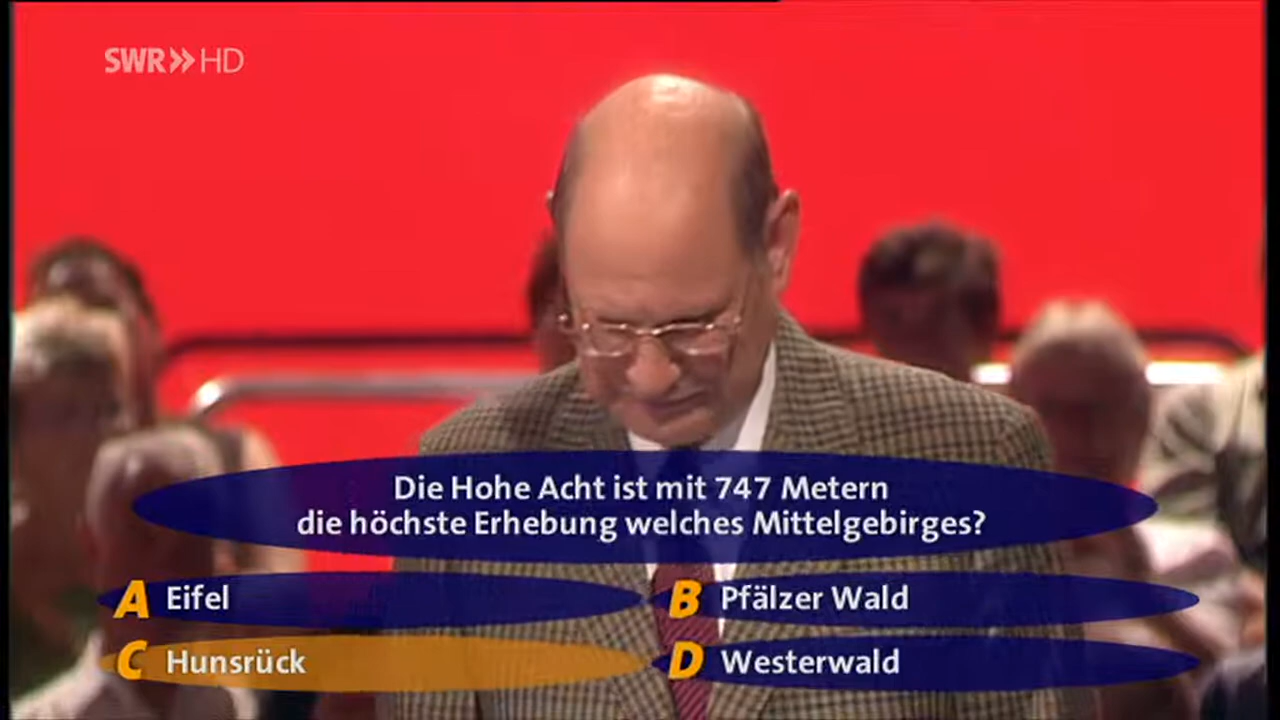 SWR» HD
Die Hohe Acht ist mit 747 Metern
die höchste Erhebung welches Mittelgebirges?
A Eifel
B Pfälzer Wald
C Hunsrück
D Westerwald